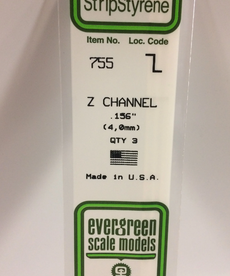 StripStyrene
Item No. Loc. Code
755
Z CHANNEL
.156"
(4,0mm)
QTY 3
Made in U.S.A.
evergreen
scale models